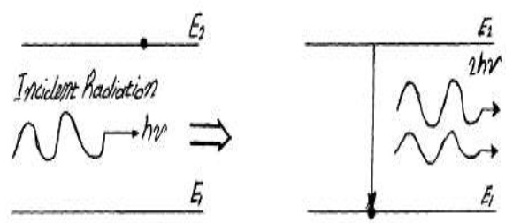 E₂
Incident Radiation
hν
E₁
E₂
2hν
E₁